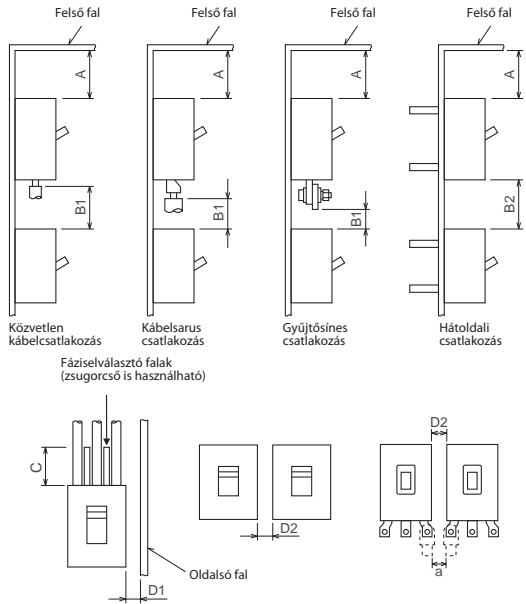 Felső fal
Felső fal
Felső fal
Felső fal
A
A
A
A
B1
B1
B1
B2
Közvetlen
kábelcsatlakozás
Kábelsarus
csatlakozás
Gyűjtősínes
csatlakozás
Hátoldali
csatlakozás
Fáziselválasztó falak
(zsugorcső is használható)
C
D2
D2
Oldalsó fal
D1
a